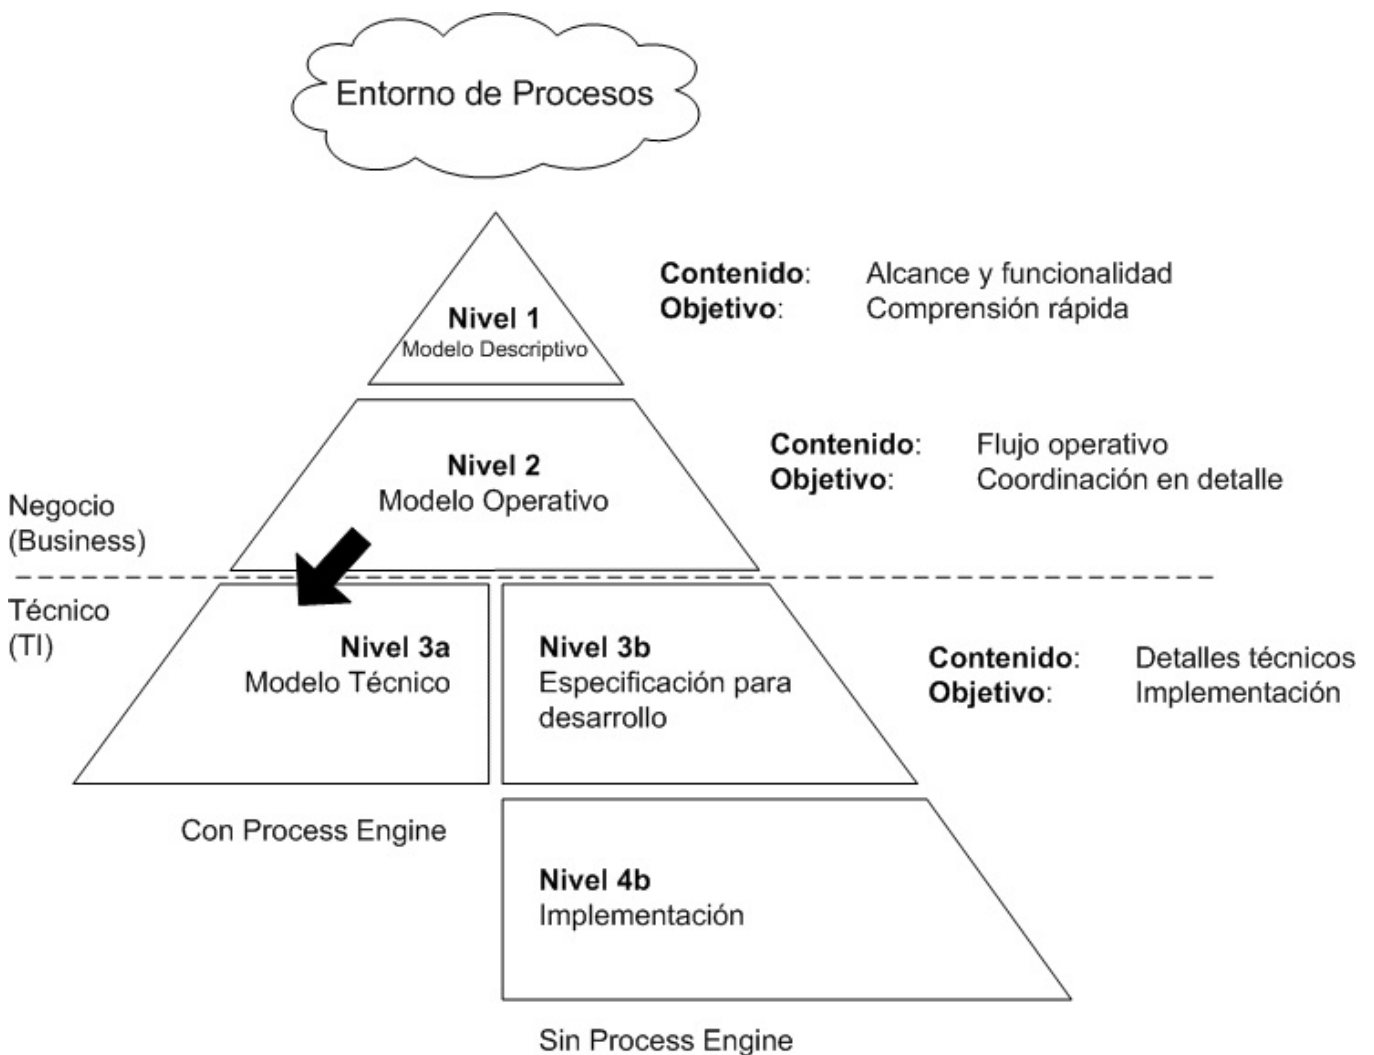 Entorno de Procesos
Nivel 1
Modelo Descriptivo
Contenido: Alcance y funcionalidad
Objetivo: Comprensión rápida
Nivel 2
Modelo Operativo
Contenido: Flujo operativo
Objetivo: Coordinación en detalle
Negocio
(Business)
Técnico
(TI)
Nivel 3a
Modelo Técnico
Nivel 3b
Especificación para
desarrollo
Contenido: Detalles técnicos
Objetivo: Implementación
Con Process Engine
Nivel 4b
Implementación
Sin Process Engine